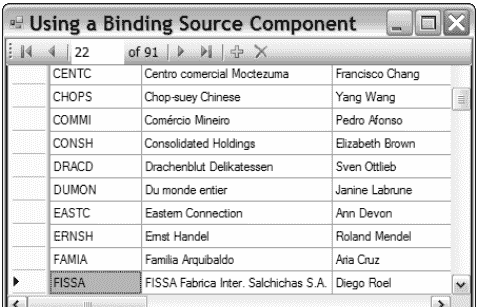 Using a Binding Source Component
22 of 91
CENTC Centro comercial Moctezuma Francisco Chang
CHOPS Chop-suey Chinese Yang Wang
COMMI Comércio Mineiro Pedro Afonso
CONSH Consolidated Holdings Elizabeth Brown
DRACD Drachenblut Delikatessen Sven Ottlieb
DUMON Du monde entier Janine Labrune
EASTC Eastern Connection Ann Devon
ERNSH Ernst Handel Roland Mendel
FAMIA Familia Arquibaldo Aria Cruz
FISSA FISSA Fabrica Inter. Salchichas S.A. Diego Roel